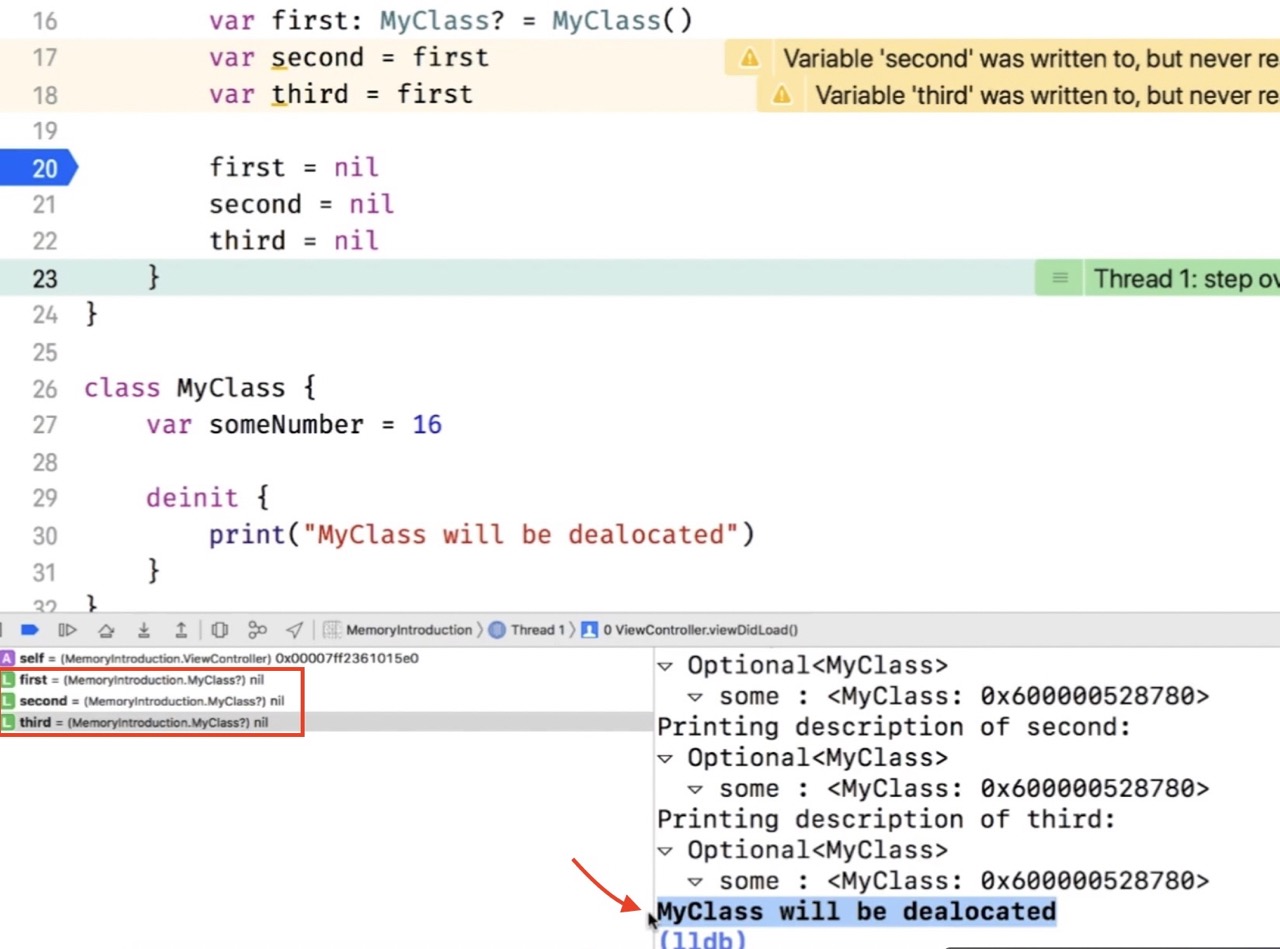 16 var first: MyClass? = MyClass()
17 var second = first Variable 'second' was written to, but never re
18 var third = first Variable 'third' was written to, but never re
19
20 first = nil
21 second = nil
22 third = nil
23 } Thread 1: step ov
24 }
25
26 class MyClass {
27 var someNumber = 16
28
29 deinit {
30 print("MyClass will be dealocated")
31 }
32 }
MemoryIntroduction Thread 1 0 ViewController.viewDidLoad()
A self = (MemoryIntroduction.ViewController) 0x00007ff2361015e0
L first = (MemoryIntroduction.MyClass?) nil
L second = (MemoryIntroduction.MyClass?) nil
L third = (MemoryIntroduction.MyClass?) nil
Optional<MyClass>
some : <MyClass: 0x600000528780>
Printing description of second:
Optional<MyClass>
some : <MyClass: 0x600000528780>
Printing description of third:
Optional<MyClass>
some : <MyClass: 0x600000528780>
MyClass will be dealocated
(lldb)